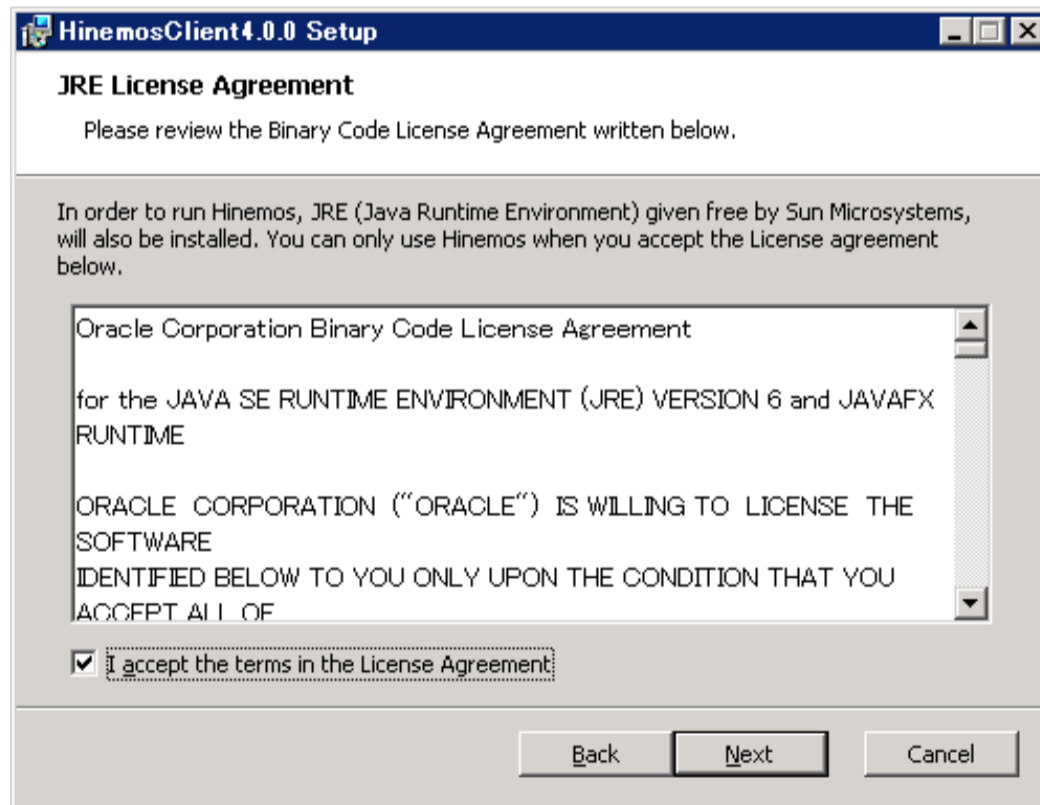 HinemosClient4.0.0 Setup
JRE License Agreement
Please review the Binary Code License Agreement written below.
In order to run Hinemos, JRE (Java Runtime Environment) given free by Sun Microsystems,
will also be installed. You can only use Hinemos when you accept the License agreement
below.
Oracle Corporation Binary Code License Agreement
for the JAVA SE RUNTIME ENVIRONMENT (JRE) VERSION 6 and JAVAFX
RUNTIME
ORACLE CORPORATION ("ORACLE") IS WILLING TO LICENSE THE
SOFTWARE
IDENTIFIED BELOW TO YOU ONLY UPON THE CONDITION THAT YOU
ACCEPT ALL OF
I accept the terms in the License Agreement
Back Next Cancel